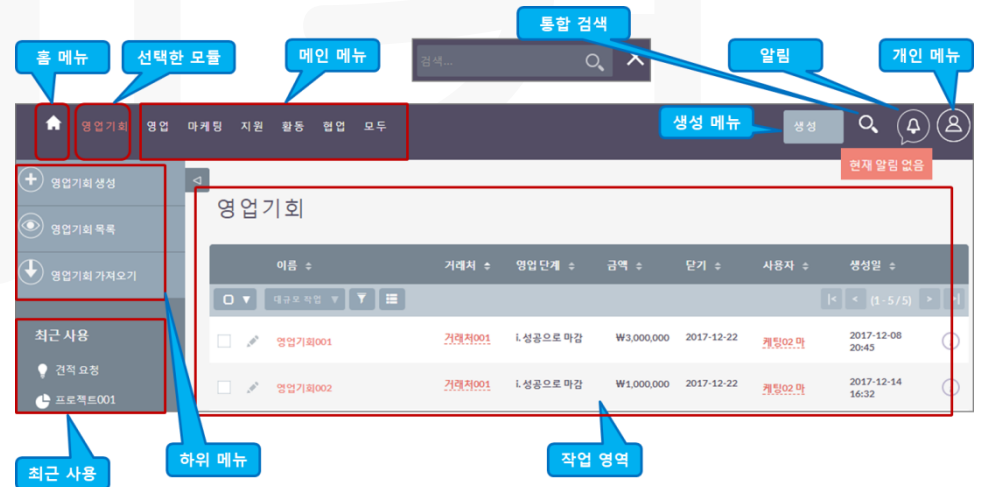 통합 검색
홈 메뉴
선택한 모듈
메인 메뉴
알림
개인 메뉴
검색...
생성 메뉴
영업기회 영업 마케팅 지원 활동 협업 모두
생성
현재 알림 없음
영업기회 생성
영업기회 목록
영업기회 가져오기
영업기회
이름 거래처 영업 단계 금액 닫기 사용자 생성일
대규모 작업
(1 - 5 / 5)
영업기회001 거래처001 i. 성공으로 마감 ₩3,000,000 2017-12-22 케팅02 마 2017-12-08
20:45
영업기회002 거래처001 i. 성공으로 마감 ₩1,000,000 2017-12-22 케팅02 마 2017-12-14
16:32
최근 사용
견적 요청
프로젝트001
최근 사용
하위 메뉴
작업 영역